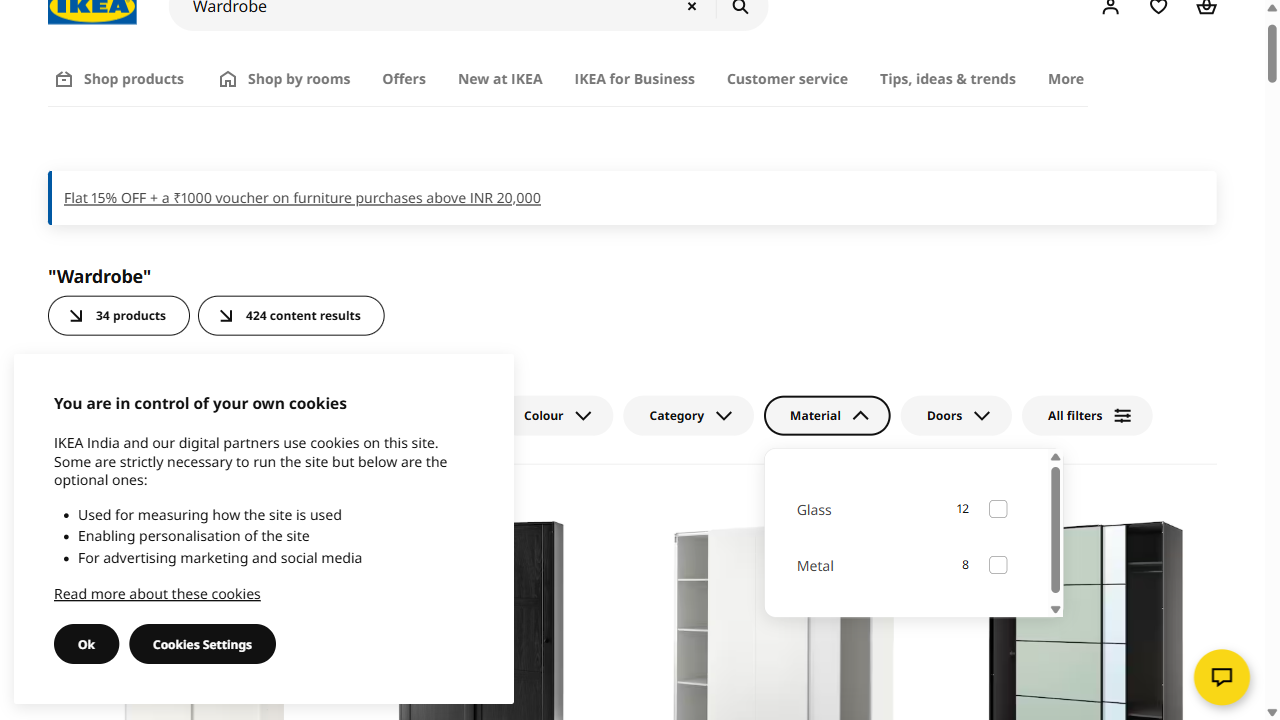 IKEA
Wardrobe
Shop products
Shop by rooms
Offers
New at IKEA
IKEA for Business
Customer service
Tips, ideas & trends
More
Flat 15% OFF + a ₹1000 voucher on furniture purchases above INR 20,000
"Wardrobe"
34 products
424 content results
Colour
Category
Material
Doors
All filters
Glass 12
Metal 8
You are in control of your own cookies
IKEA India and our digital partners use cookies on this site.
Some are strictly necessary to run the site but below are the
optional ones:
• Used for measuring how the site is used
• Enabling personalisation of the site
• For advertising marketing and social media
Read more about these cookies
Ok
Cookies Settings